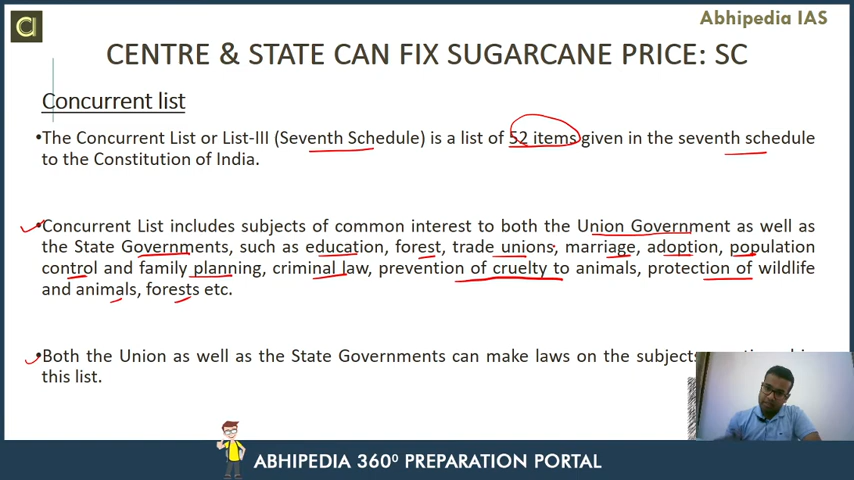 Abhipedia IAS
CENTRE & STATE CAN FIX SUGARCANE PRICE: SC
Concurrent list
•The Concurrent List or List-III (Seventh Schedule) is a list of 52 items given in the seventh schedule
to the Constitution of India.
•Concurrent List includes subjects of common interest to both the Union Government as well as
the State Governments, such as education, forest, trade unions, marriage, adoption, population
control and family planning, criminal law, prevention of cruelty to animals, protection of wildlife
and animals, forests etc.
•Both the Union as well as the State Governments can make laws on the subjects
this list.
ABHIPEDIA 360⁰ PREPARATION PORTAL